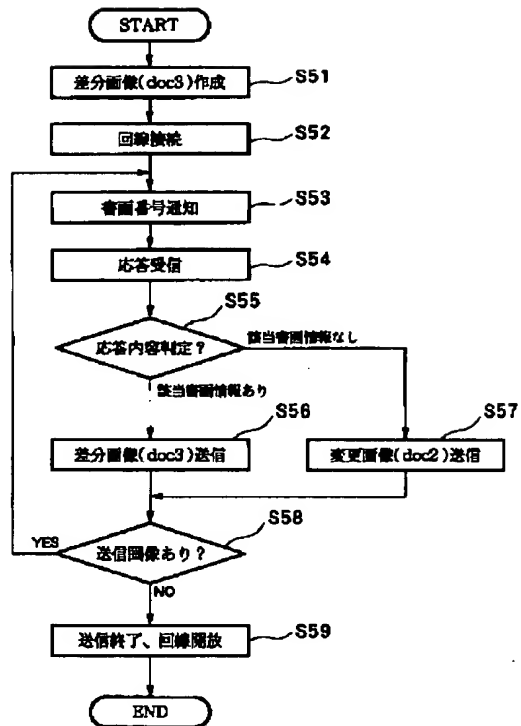 START
差分画像(doc3)作成
S51
回線接続
S52
書画番号通知
S53
応答受信
S54
S55
応答内容判定？
該当書画情報なし
該当書画情報あり
S56
S57
差分画像(doc3)送信
変更画像(doc2)送信
S58
YES
送信画像あり？
NO
送信終了、回線開放
S59
END